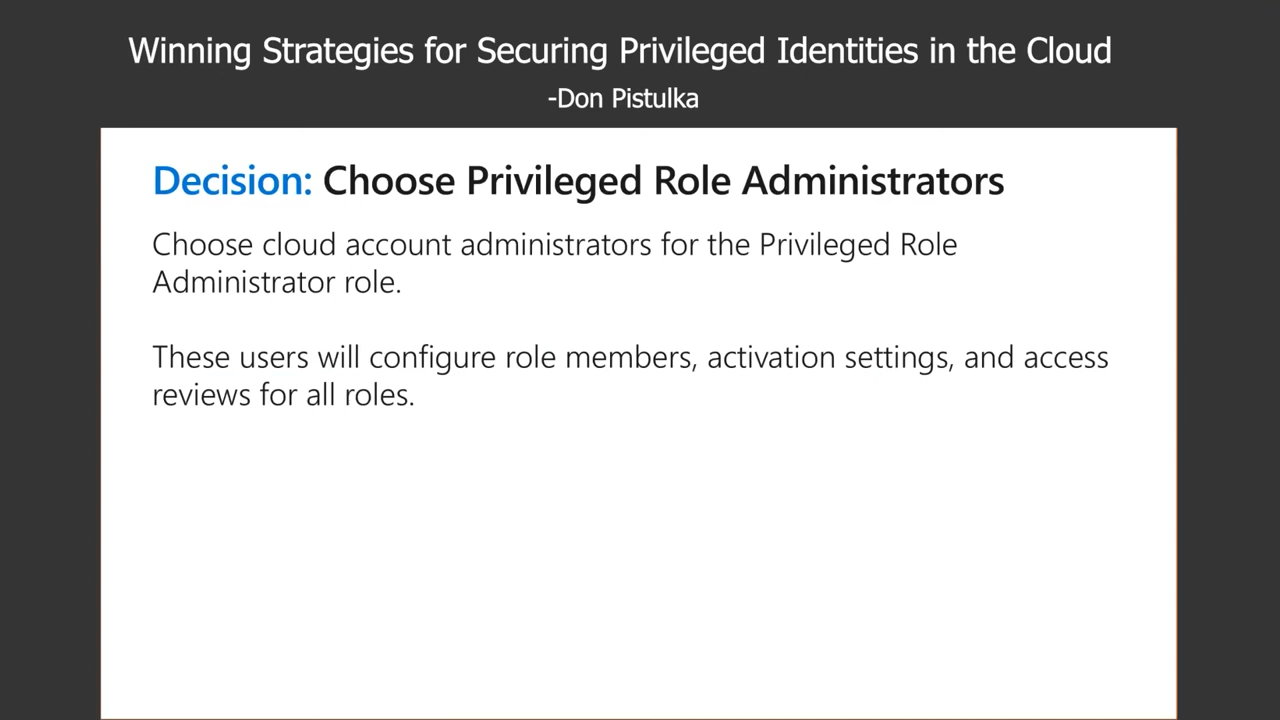 Winning Strategies for Securing Privileged Identities in the Cloud
-Don Pistulka
Decision: Choose Privileged Role Administrators
Choose cloud account administrators for the Privileged Role
Administrator role.
These users will configure role members, activation settings, and access
reviews for all roles.